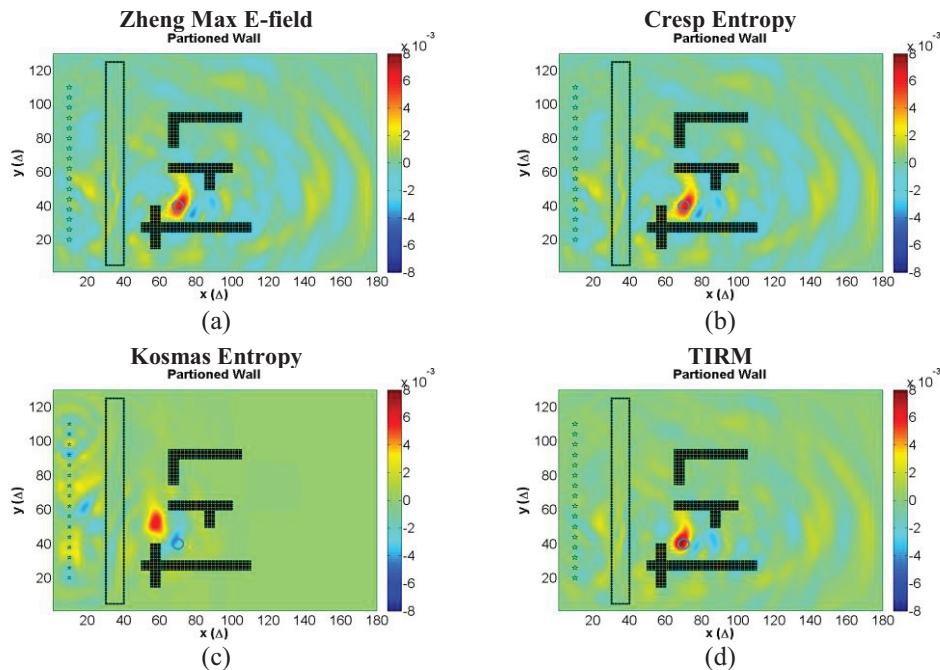 Zheng Max E-field
Partioned Wall
x 10⁻³
120
100
80
60
40
20
y (Δ)
20 40 60 80 100 120 140 160 180
x (Δ)
8
6
4
2
0
-2
-4
-6
-8
(a)
Cresp Entropy
Partioned Wall
x 10⁻³
120
100
80
60
40
20
y (Δ)
20 40 60 80 100 120 140 160 180
x (Δ)
8
6
4
2
0
-2
-4
-6
-8
(b)
Kosmas Entropy
Partioned Wall
x 10⁻³
120
100
80
60
40
20
y (Δ)
20 40 60 80 100 120 140 160 180
x (Δ)
8
6
4
2
0
-2
-4
-6
-8
(c)
TIRM
Partioned Wall
x 10⁻³
120
100
80
60
40
20
y (Δ)
20 40 60 80 100 120 140 160 180
x (Δ)
8
6
4
2
0
-2
-4
-6
-8
(d)